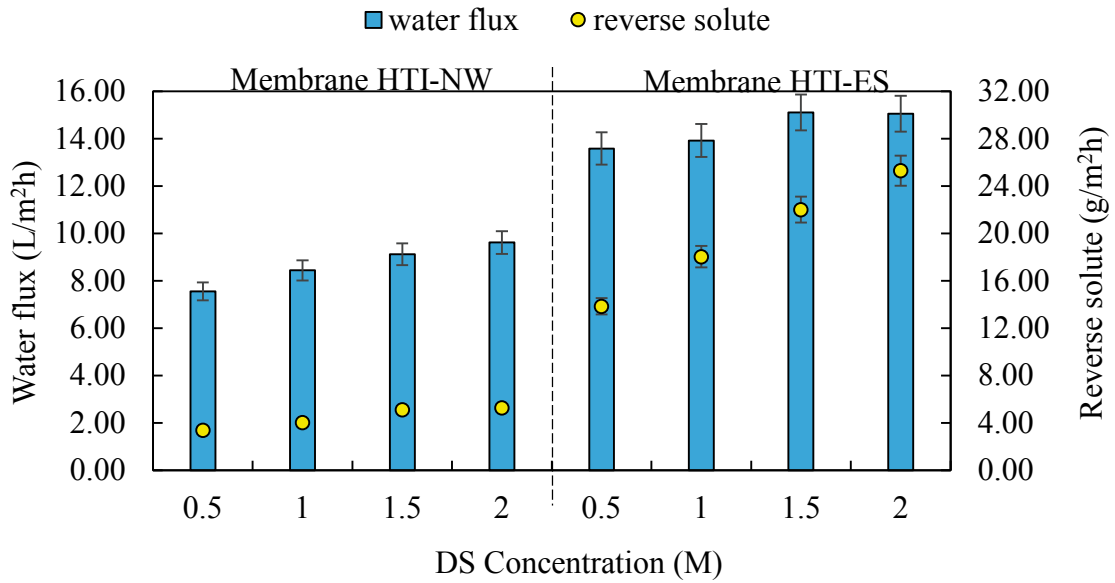 water flux
reverse solute
Membrane HTI-NW
Membrane HTI-ES
Water flux (L/m²h)
16.00
14.00
12.00
10.00
8.00
6.00
4.00
2.00
0.00
32.00
28.00
24.00
20.00
16.00
12.00
8.00
4.00
0.00
Reverse solute (g/m²h)
0.5 1 1.5 2 0.5 1 1.5 2
DS Concentration (M)